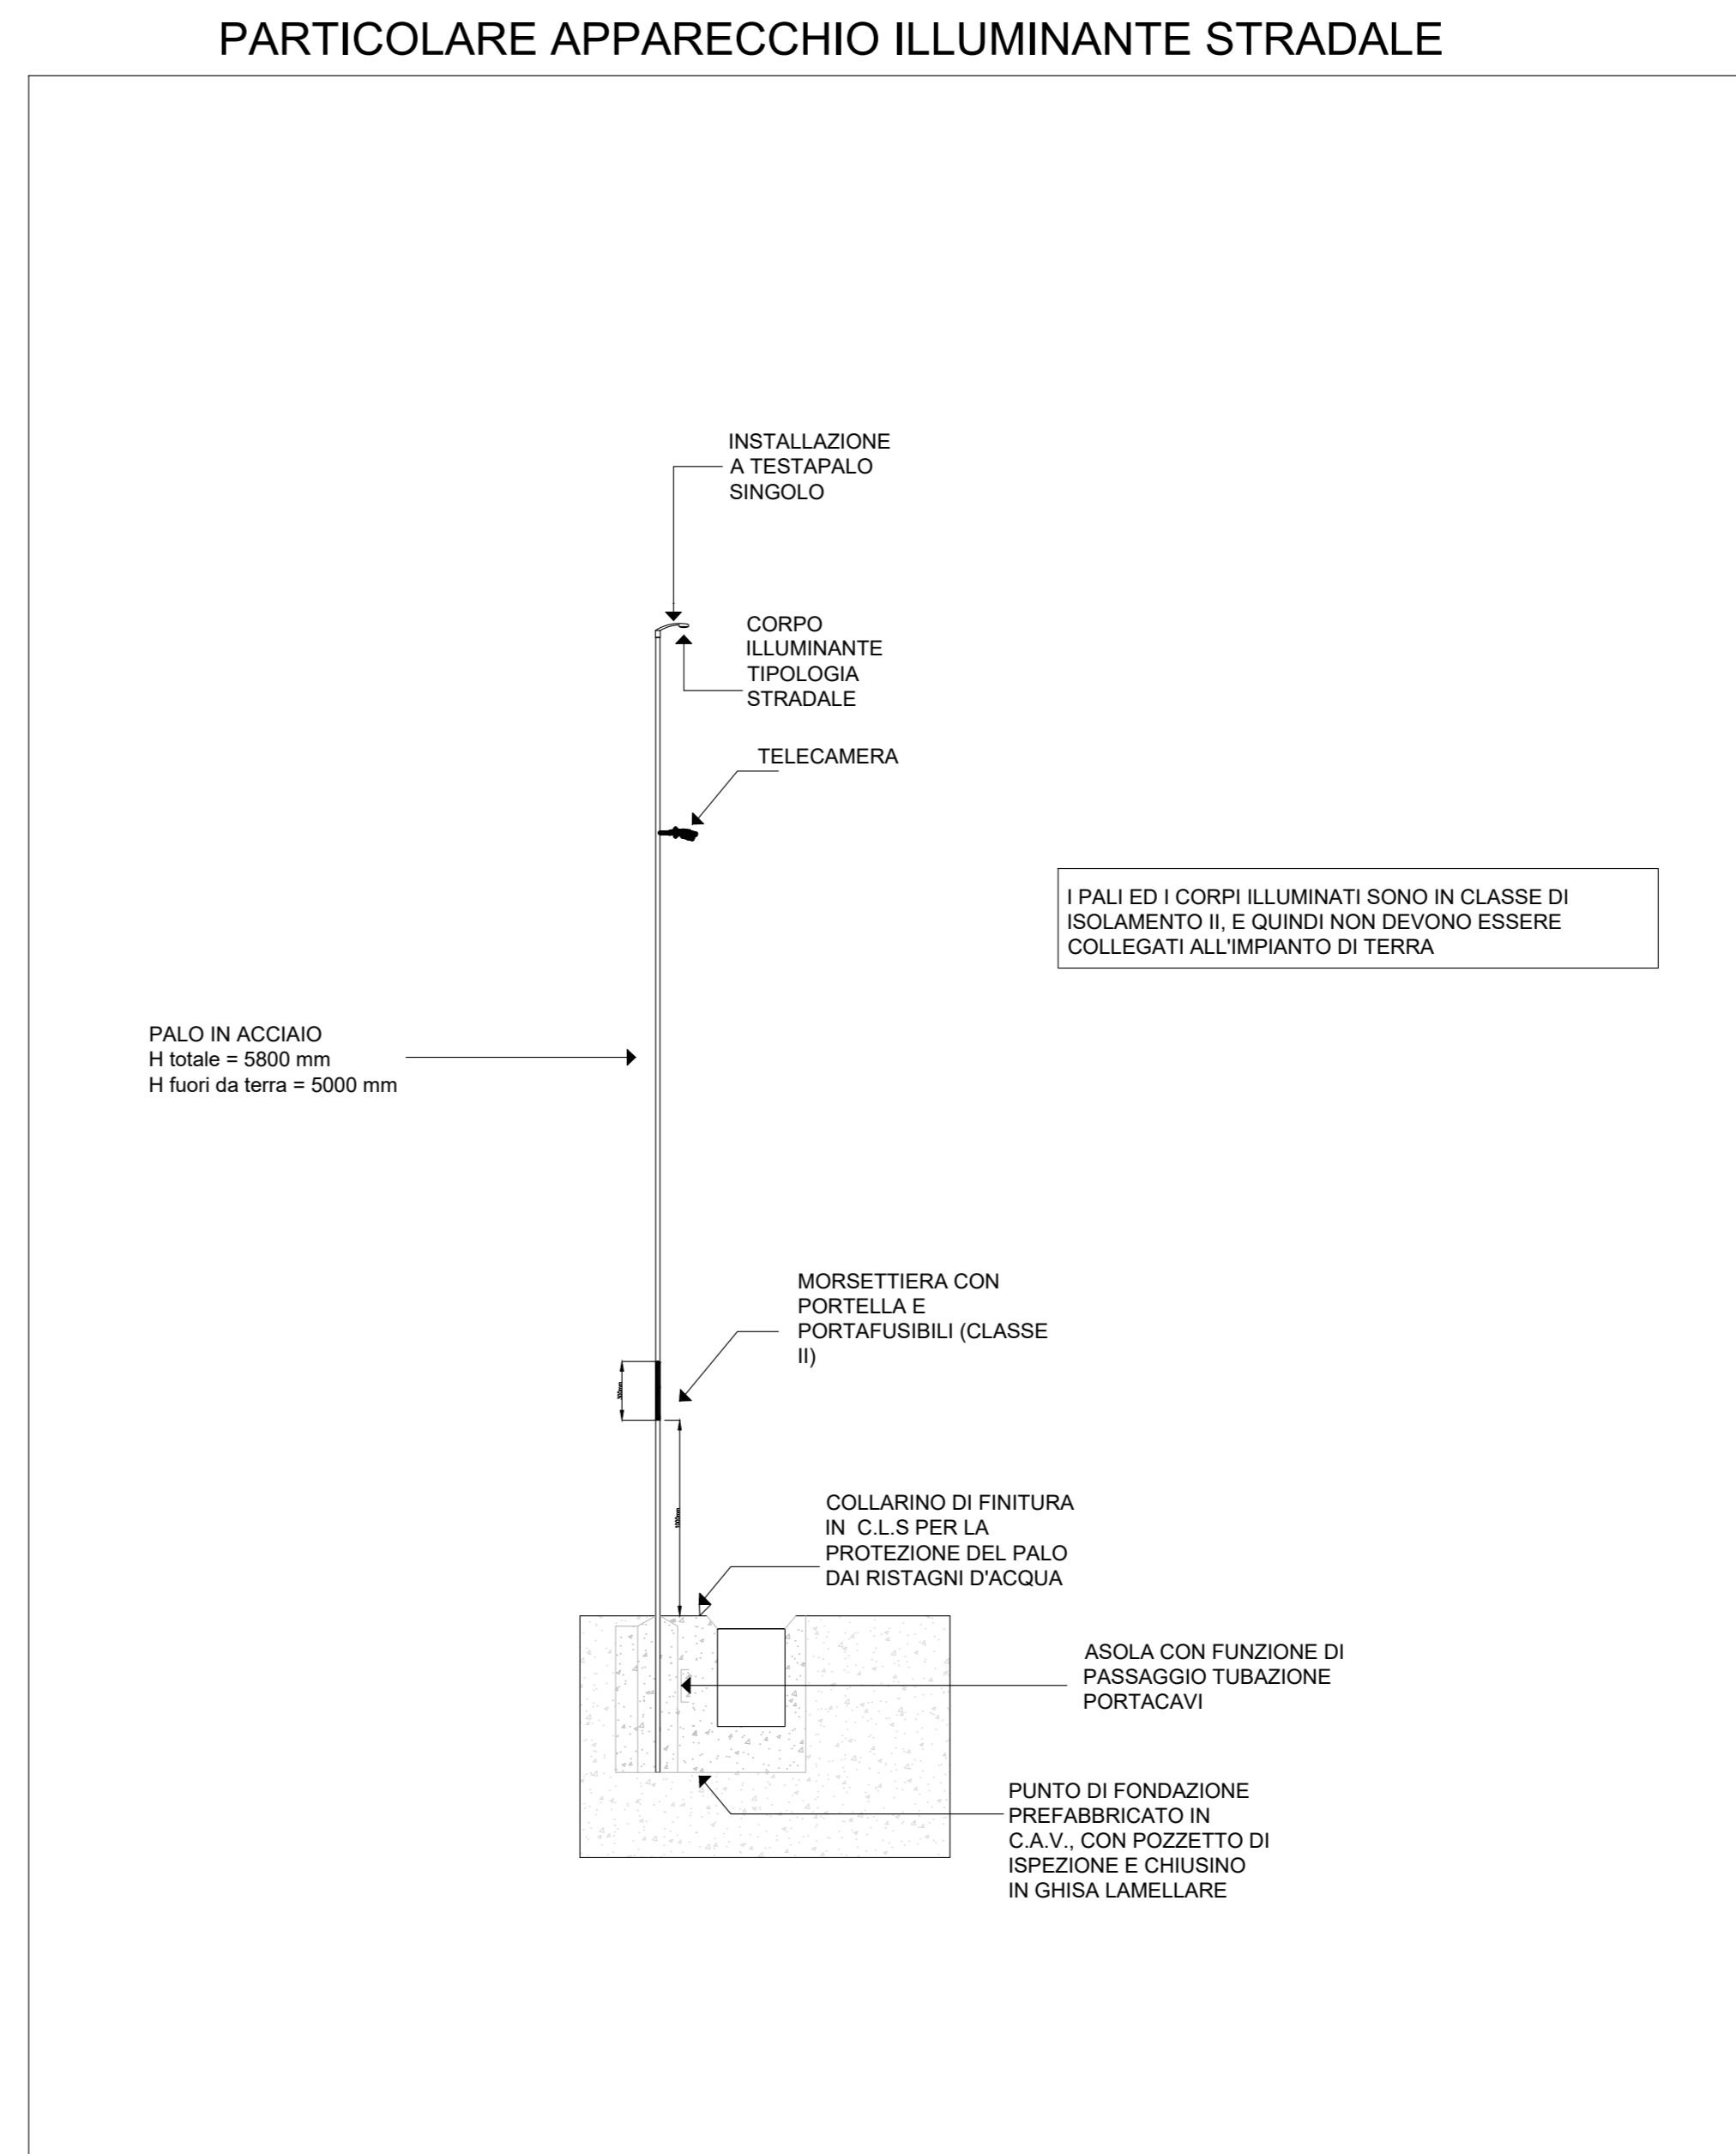 PARTICOLARE APPARECCHIO ILLUMINANTE STRADALE
INSTALLAZIONE
A TESTAPALO
SINGOLO
CORPO
ILLUMINANTE
TIPOLOGIA
STRADALE
TELECAMERA
I PALI ED I CORPI ILLUMINATI SONO IN CLASSE DI
ISOLAMENTO II, E QUINDI NON DEVONO ESSERE
COLLEGATI ALL'IMPIANTO DI TERRA
PALO IN ACCIAIO
H totale = 5800 mm
H fuori da terra = 5000 mm
MORSETTIERA CON
PORTELLA E
PORTAFUSIBILI (CLASSE
II)
300mm
1000mm
COLLARINO DI FINITURA
IN C.L.S PER LA
PROTEZIONE DEL PALO
DAI RISTAGNI D'ACQUA
ASOLA CON FUNZIONE DI
PASSAGGIO TUBAZIONE
PORTACAVI
PUNTO DI FONDAZIONE
PREFABBRICATO IN
C.A.V., CON POZZETTO DI
ISPEZIONE E CHIUSINO
IN GHISA LAMELLARE